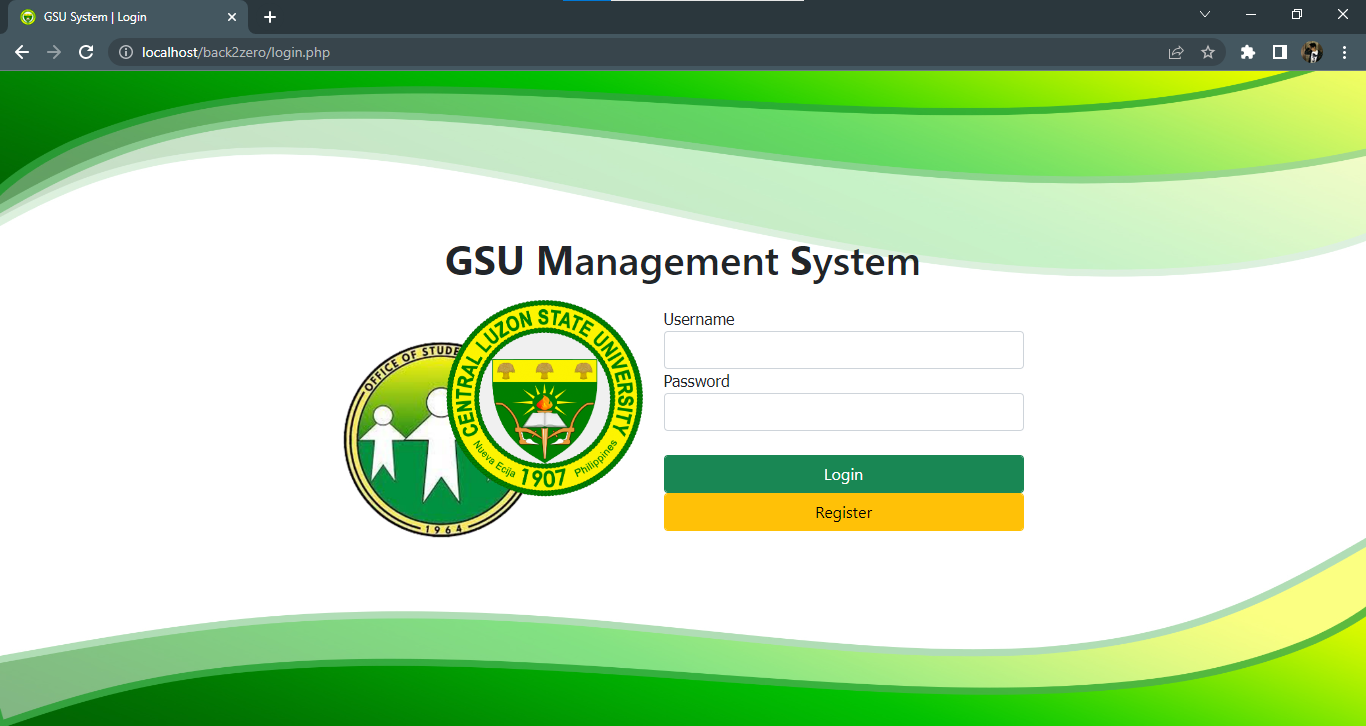 GSU System | Login
localhost/back2zero/login.php
GSU Management System
OFFICE OF STUDE
1964
CENTRAL LUZON STATE UNIVERSITY
Nueva Ecija
1907
Philippines
Username
Password
Login
Register